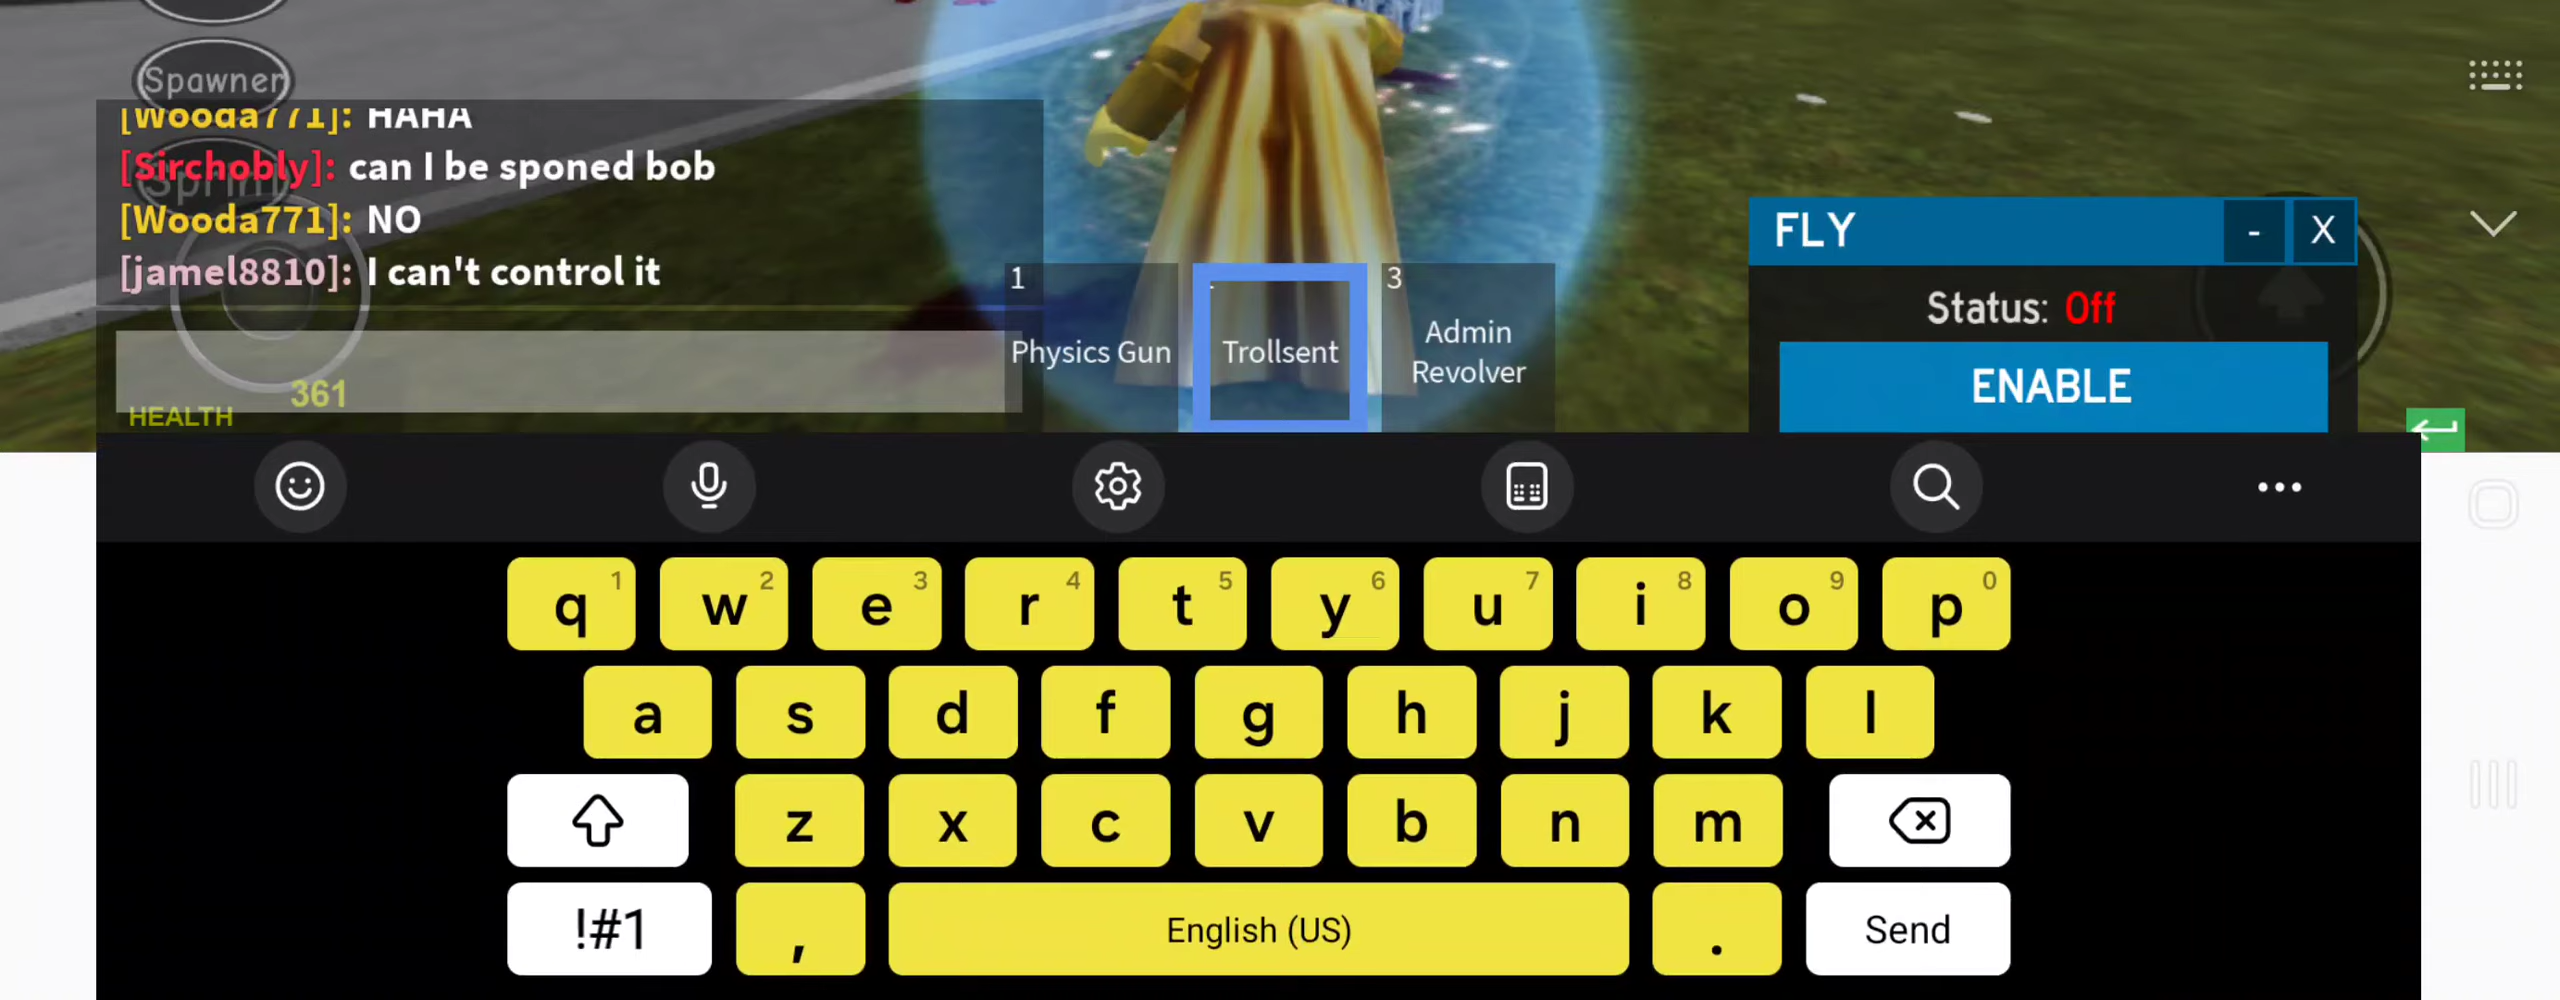 Spawner
[Wooda771]: HAHA
[Sirchobly]: can I be sponed bob
Sprint
[Wooda771]: NO
[jamel8810]: I can't control it
361
HEALTH
1
Physics Gun
Trollsent
3
Admin
Revolver
FLY
-
X
Status: Off
ENABLE
q 1 w 2 e 3 r 4 t 5 y 6 u 7 i 8 o 9 p 0
a s d f g h j k l
z x c v b n m
!#1 , English (US) . Send